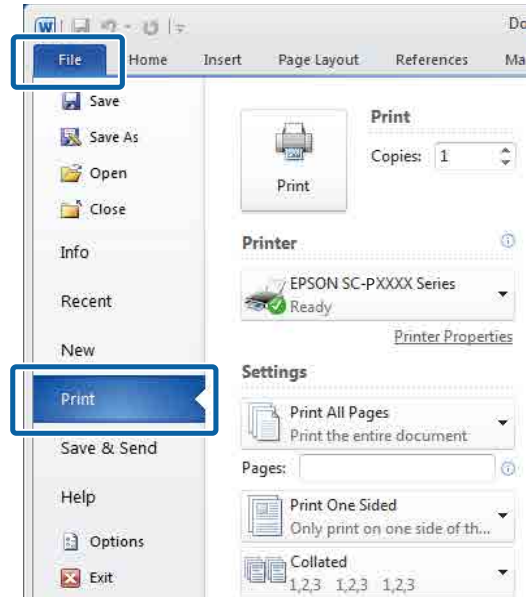 W
Do
File Home Insert Page Layout References Ma
Save
Save As
Open
Close
Info
Recent
New
Print
Save & Send
Help
Options
Exit
Print
Print
Copies: 1
Printer
EPSON SC-PXXXX Series
Ready
Printer Properties
Settings
Print All Pages
Print the entire document
Pages:
Print One Sided
Only print on one side of th...
Collated
1,2,3 1,2,3 1,2,3